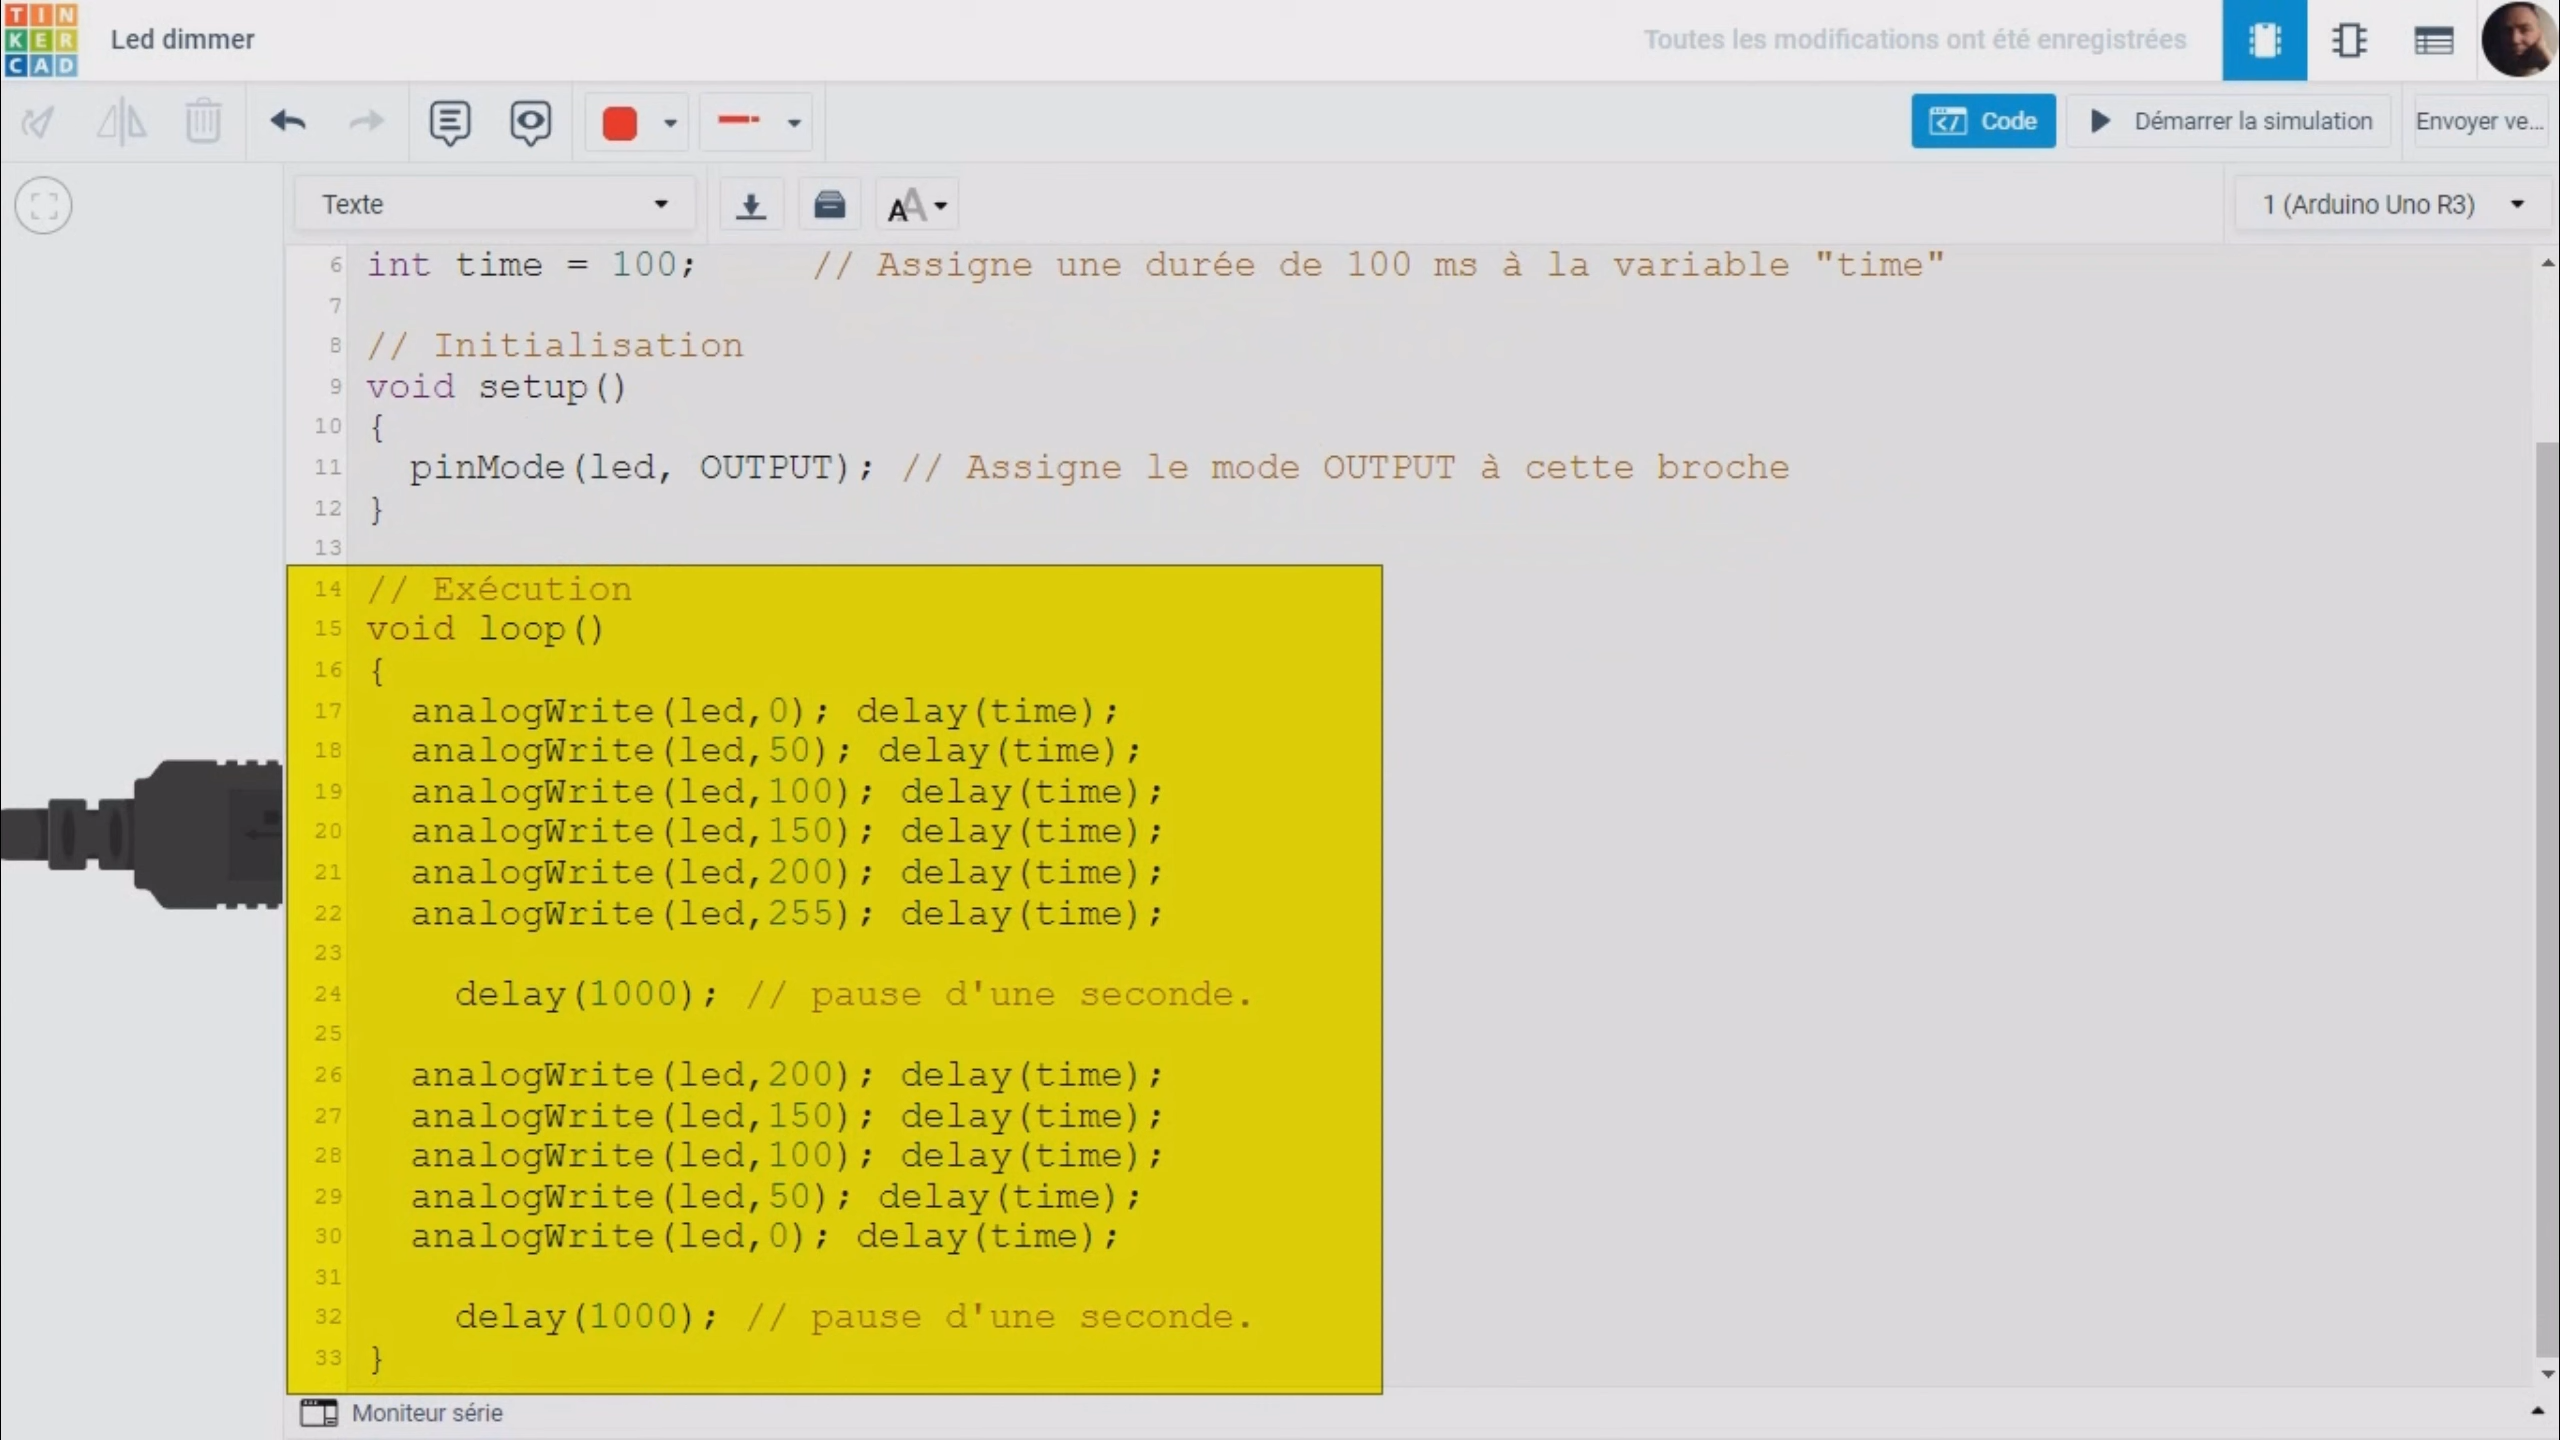 TIN
KER
CAD
Led dimmer
Toutes les modifications ont été enregistrées
Code
Démarrer la simulation
Envoyer ve...
Texte
AA
1 (Arduino Uno R3)
6 int time = 100; // Assigne une durée de 100 ms à la variable "time"
7
8 // Initialisation
9 void setup()
10 {
11 pinMode(led, OUTPUT); // Assigne le mode OUTPUT à cette broche
12 }
13
14 // Exécution
15 void loop()
16 {
17 analogWrite(led,0); delay(time);
18 analogWrite(led,50); delay(time);
19 analogWrite(led,100); delay(time);
20 analogWrite(led,150); delay(time);
21 analogWrite(led,200); delay(time);
22 analogWrite(led,255); delay(time);
23
24 delay(1000); // pause d'une seconde.
25
26 analogWrite(led,200); delay(time);
27 analogWrite(led,150); delay(time);
28 analogWrite(led,100); delay(time);
29 analogWrite(led,50); delay(time);
30 analogWrite(led,0); delay(time);
31
32 delay(1000); // pause d'une seconde.
33 }
Moniteur série